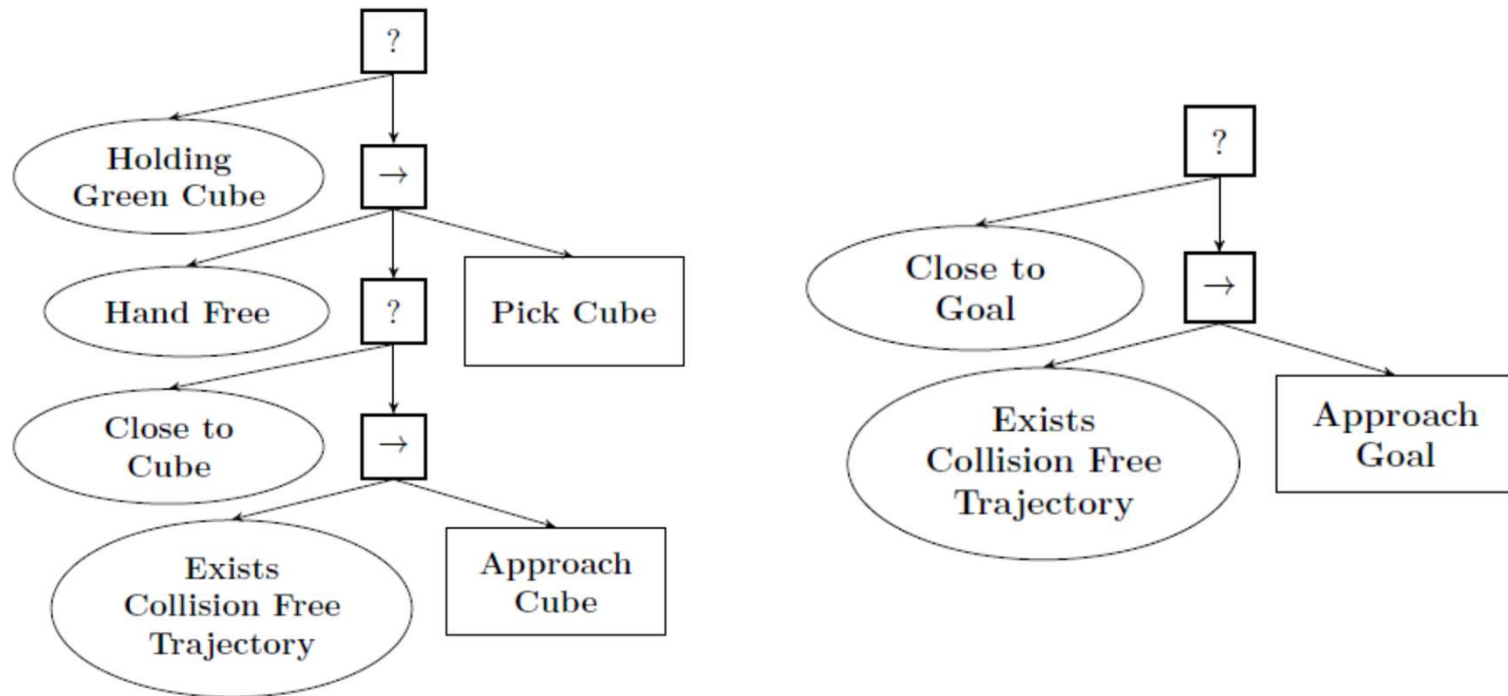 ?
Holding
Green Cube
→
Hand Free
?
Pick Cube
Close to
Cube
→
Exists
Collision Free
Trajectory
Approach
Cube
?
Close to
Goal
→
Exists
Collision Free
Trajectory
Approach
Goal